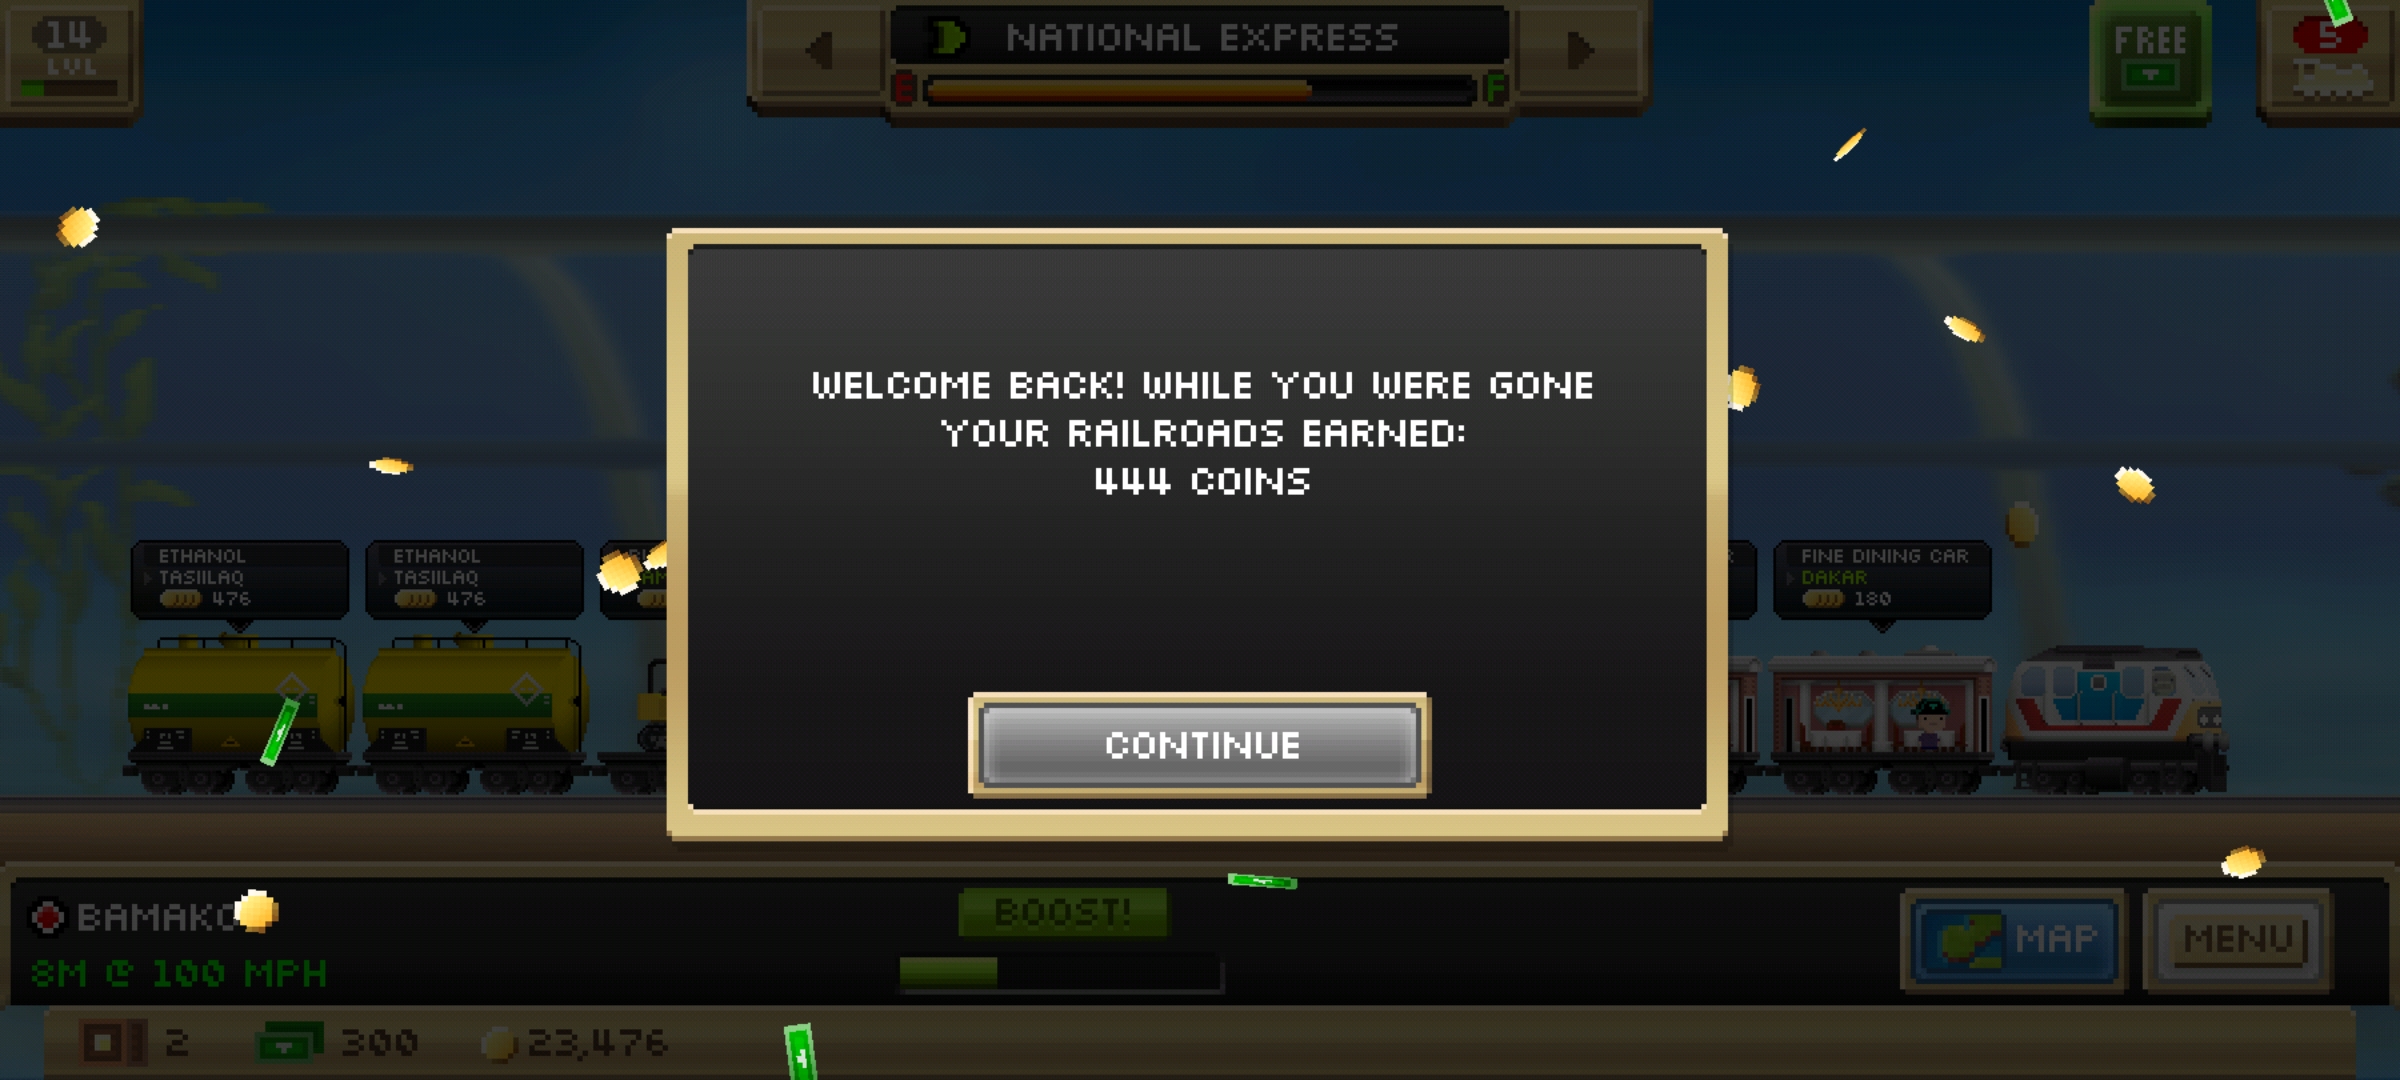 14
LVL
NATIONAL EXPRESS
E
F
FREE
5
WELCOME BACK! WHILE YOU WERE GONE
YOUR RAILROADS EARNED:
444 COINS
CONTINUE
ETHANOL
TASIILAQ
476
ETHANOL
TASIILAQ
476
FINE DINING CAR
DAKAR
180
BAMAKO
8M @ 100 MPH
BOOST!
MAP
MENU
2
300
23,476